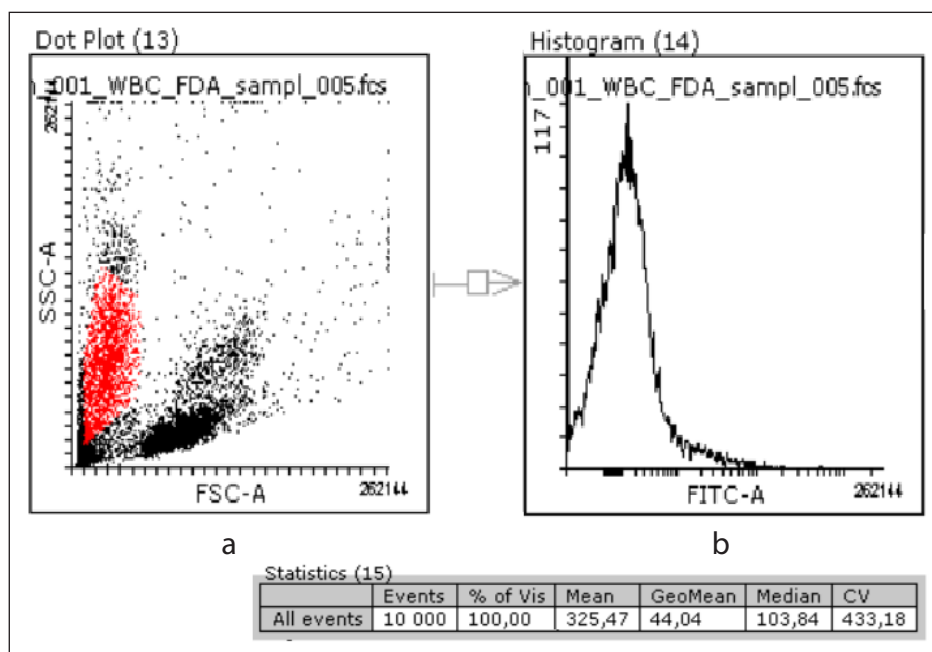 Dot Plot (13)
Histogram (14)
_001_WBC_FDA_sampl_005.fcs
_001_WBC_FDA_sampl_005.fcs
SSC-A
117
FSC-A
262144
FITC-A
262144
a
b
Statistics (15)
Events % of Vis Mean GeoMean Median CV
All events 10 000 100,00 325,47 44,04 103,84 433,18